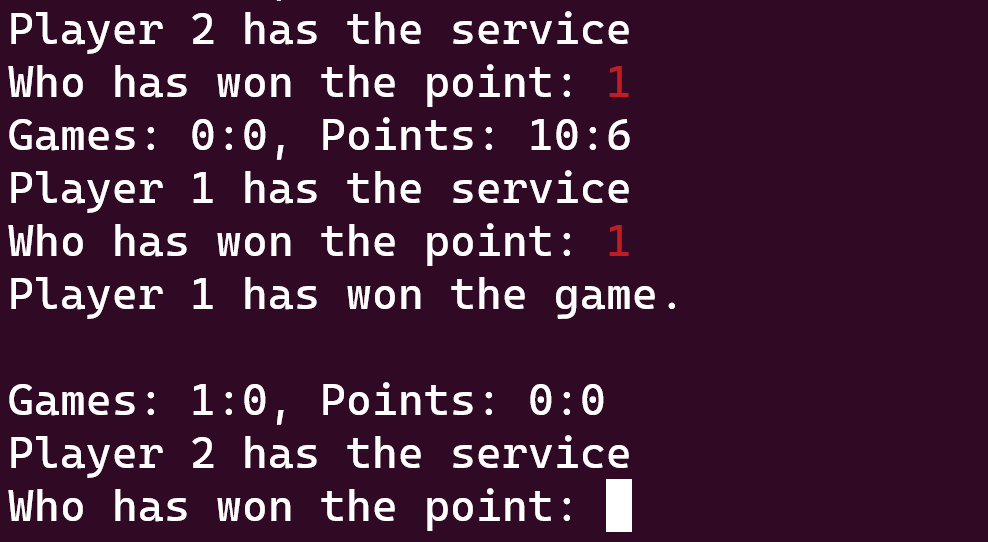 Player 2 has the service
Who has won the point: 1
Games: 0:0, Points: 10:6
Player 1 has the service
Who has won the point: 1
Player 1 has won the game.
Games: 1:0, Points: 0:0
Player 2 has the service
Who has won the point: